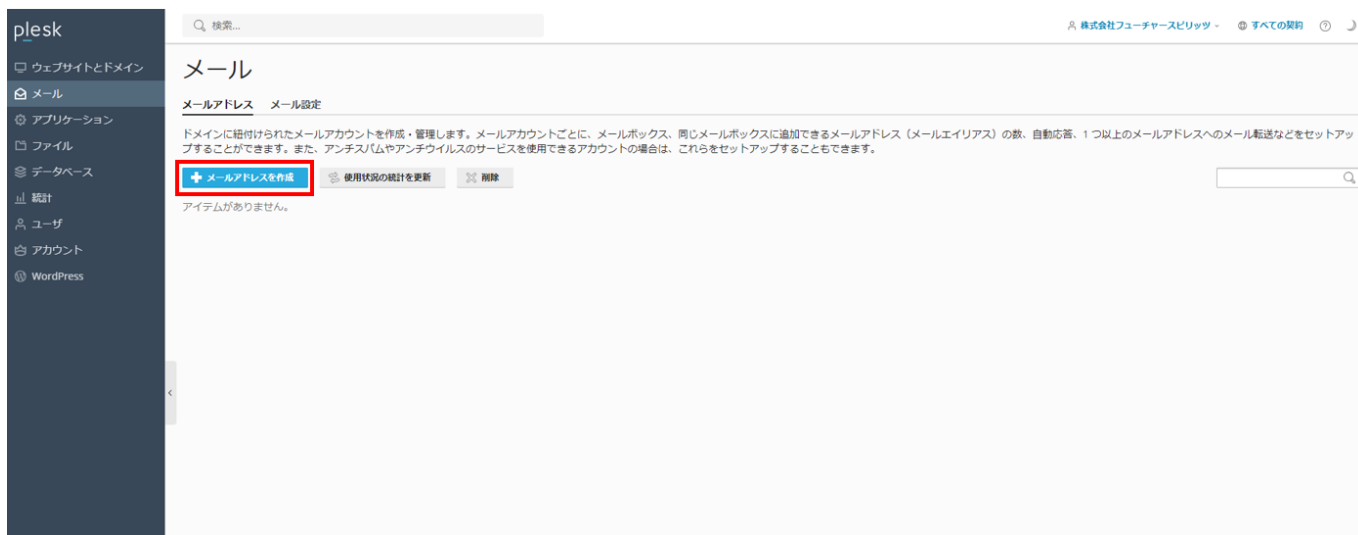 plesk
検索...
株式会社フューチャースピリッツ
すべての契約
ウェブサイトとドメイン
メール
アプリケーション
ファイル
データベース
統計
ユーザ
アカウント
WordPress
メール
メールアドレス メール設定
ドメインに紐付けられたメールアカウントを作成・管理します。メールアカウントごとに、メールボックス、同じメールボックスに追加できるメールアドレス（メールエイリアス）の数、自動応答、1 つ以上のメールアドレスへのメール転送などをセットアッ
プすることができます。また、アンチスパムやアンチウイルスのサービスを使用できるアカウントの場合は、これらをセットアップすることもできます。
メールアドレスを作成 使用状況の統計を更新 削除
アイテムがありません。